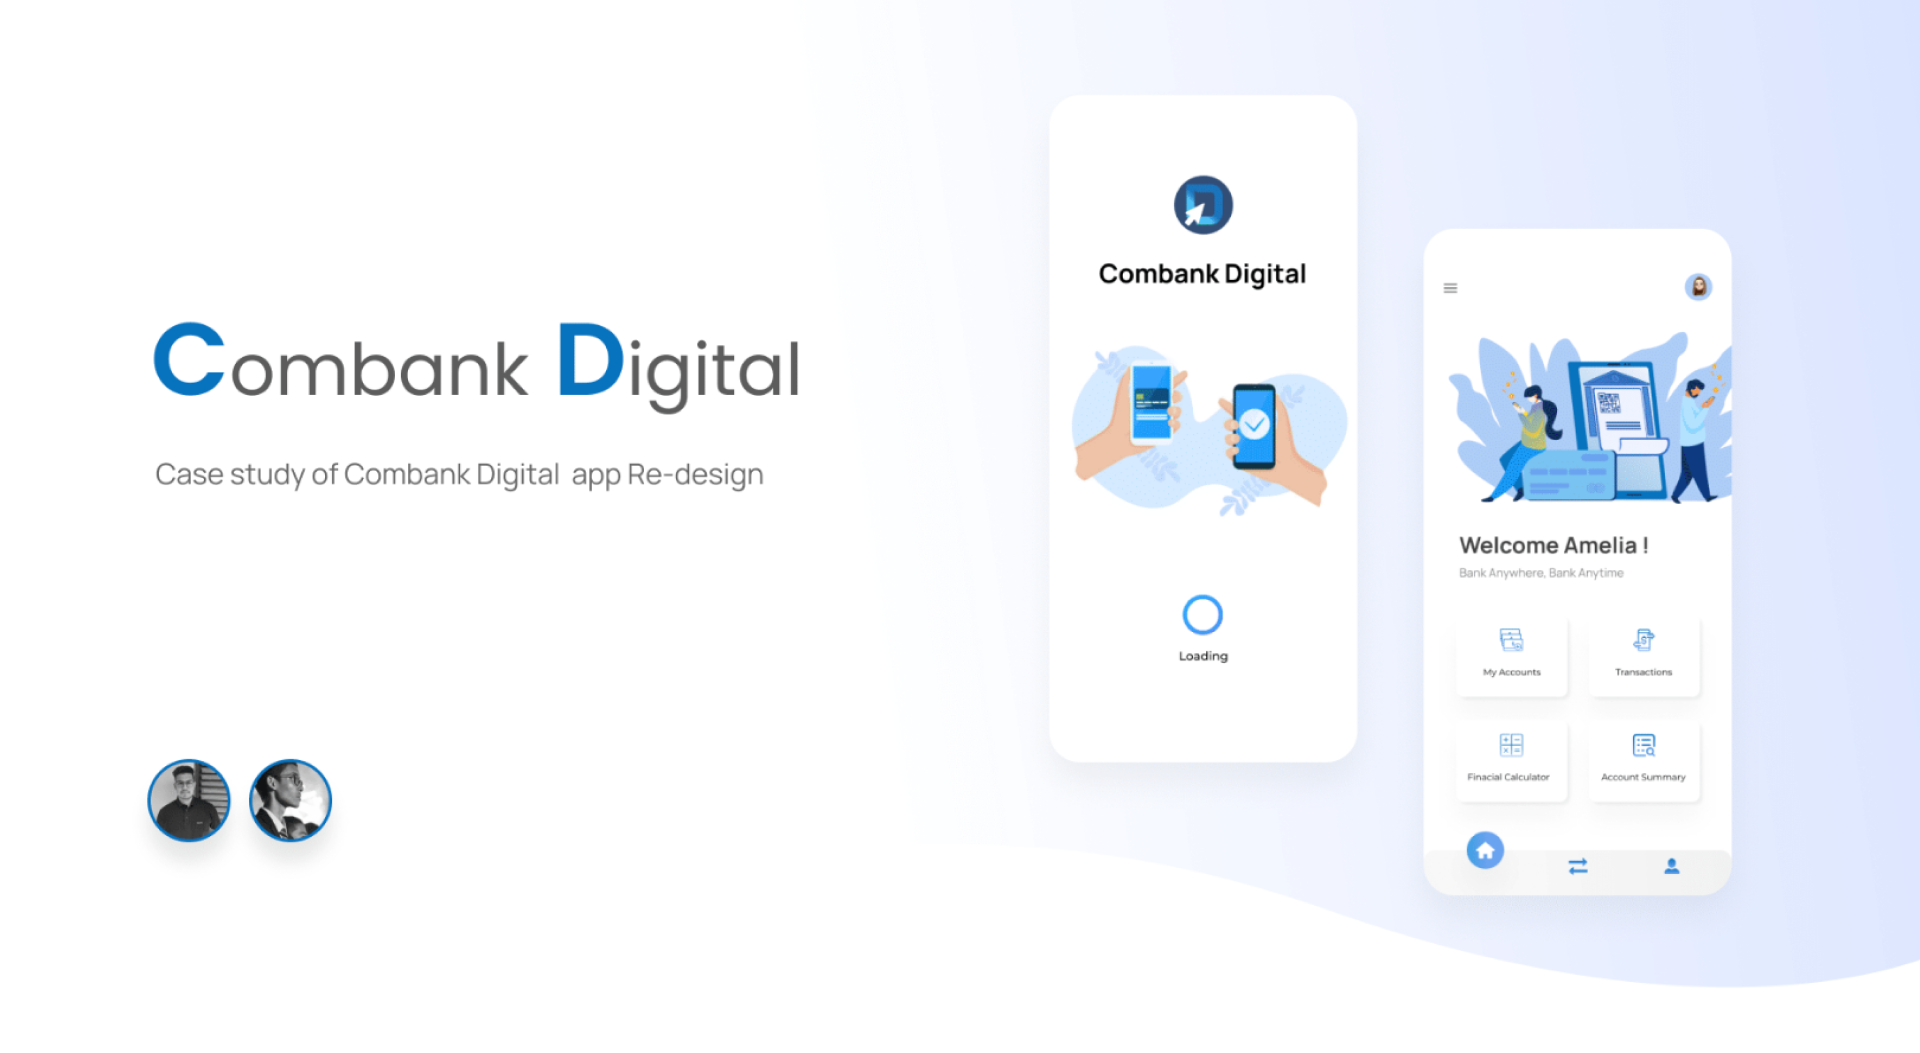 Combank Digital
Case study of Combank Digital app Re-design
Combank Digital
Loading
Welcome Amelia !
Bank Anywhere, Bank Anytime
My Accounts
Transactions
Finacial Calculator
Account Summary